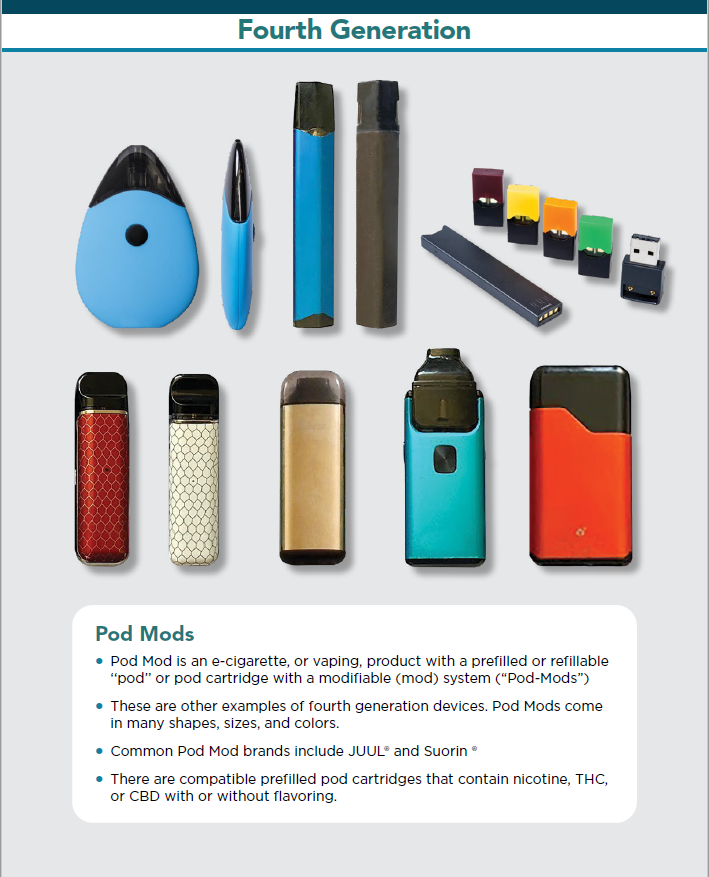 Fourth Generation
Pod Mods
• Pod Mod is an e-cigarette, or vaping, product with a prefilled or refillable
“pod” or pod cartridge with a modifiable (mod) system (“Pod-Mods”)
• These are other examples of fourth generation devices. Pod Mods come
in many shapes, sizes, and colors.
• Common Pod Mod brands include JUUL® and Suorin ®
• There are compatible prefilled pod cartridges that contain nicotine, THC,
or CBD with or without flavoring.